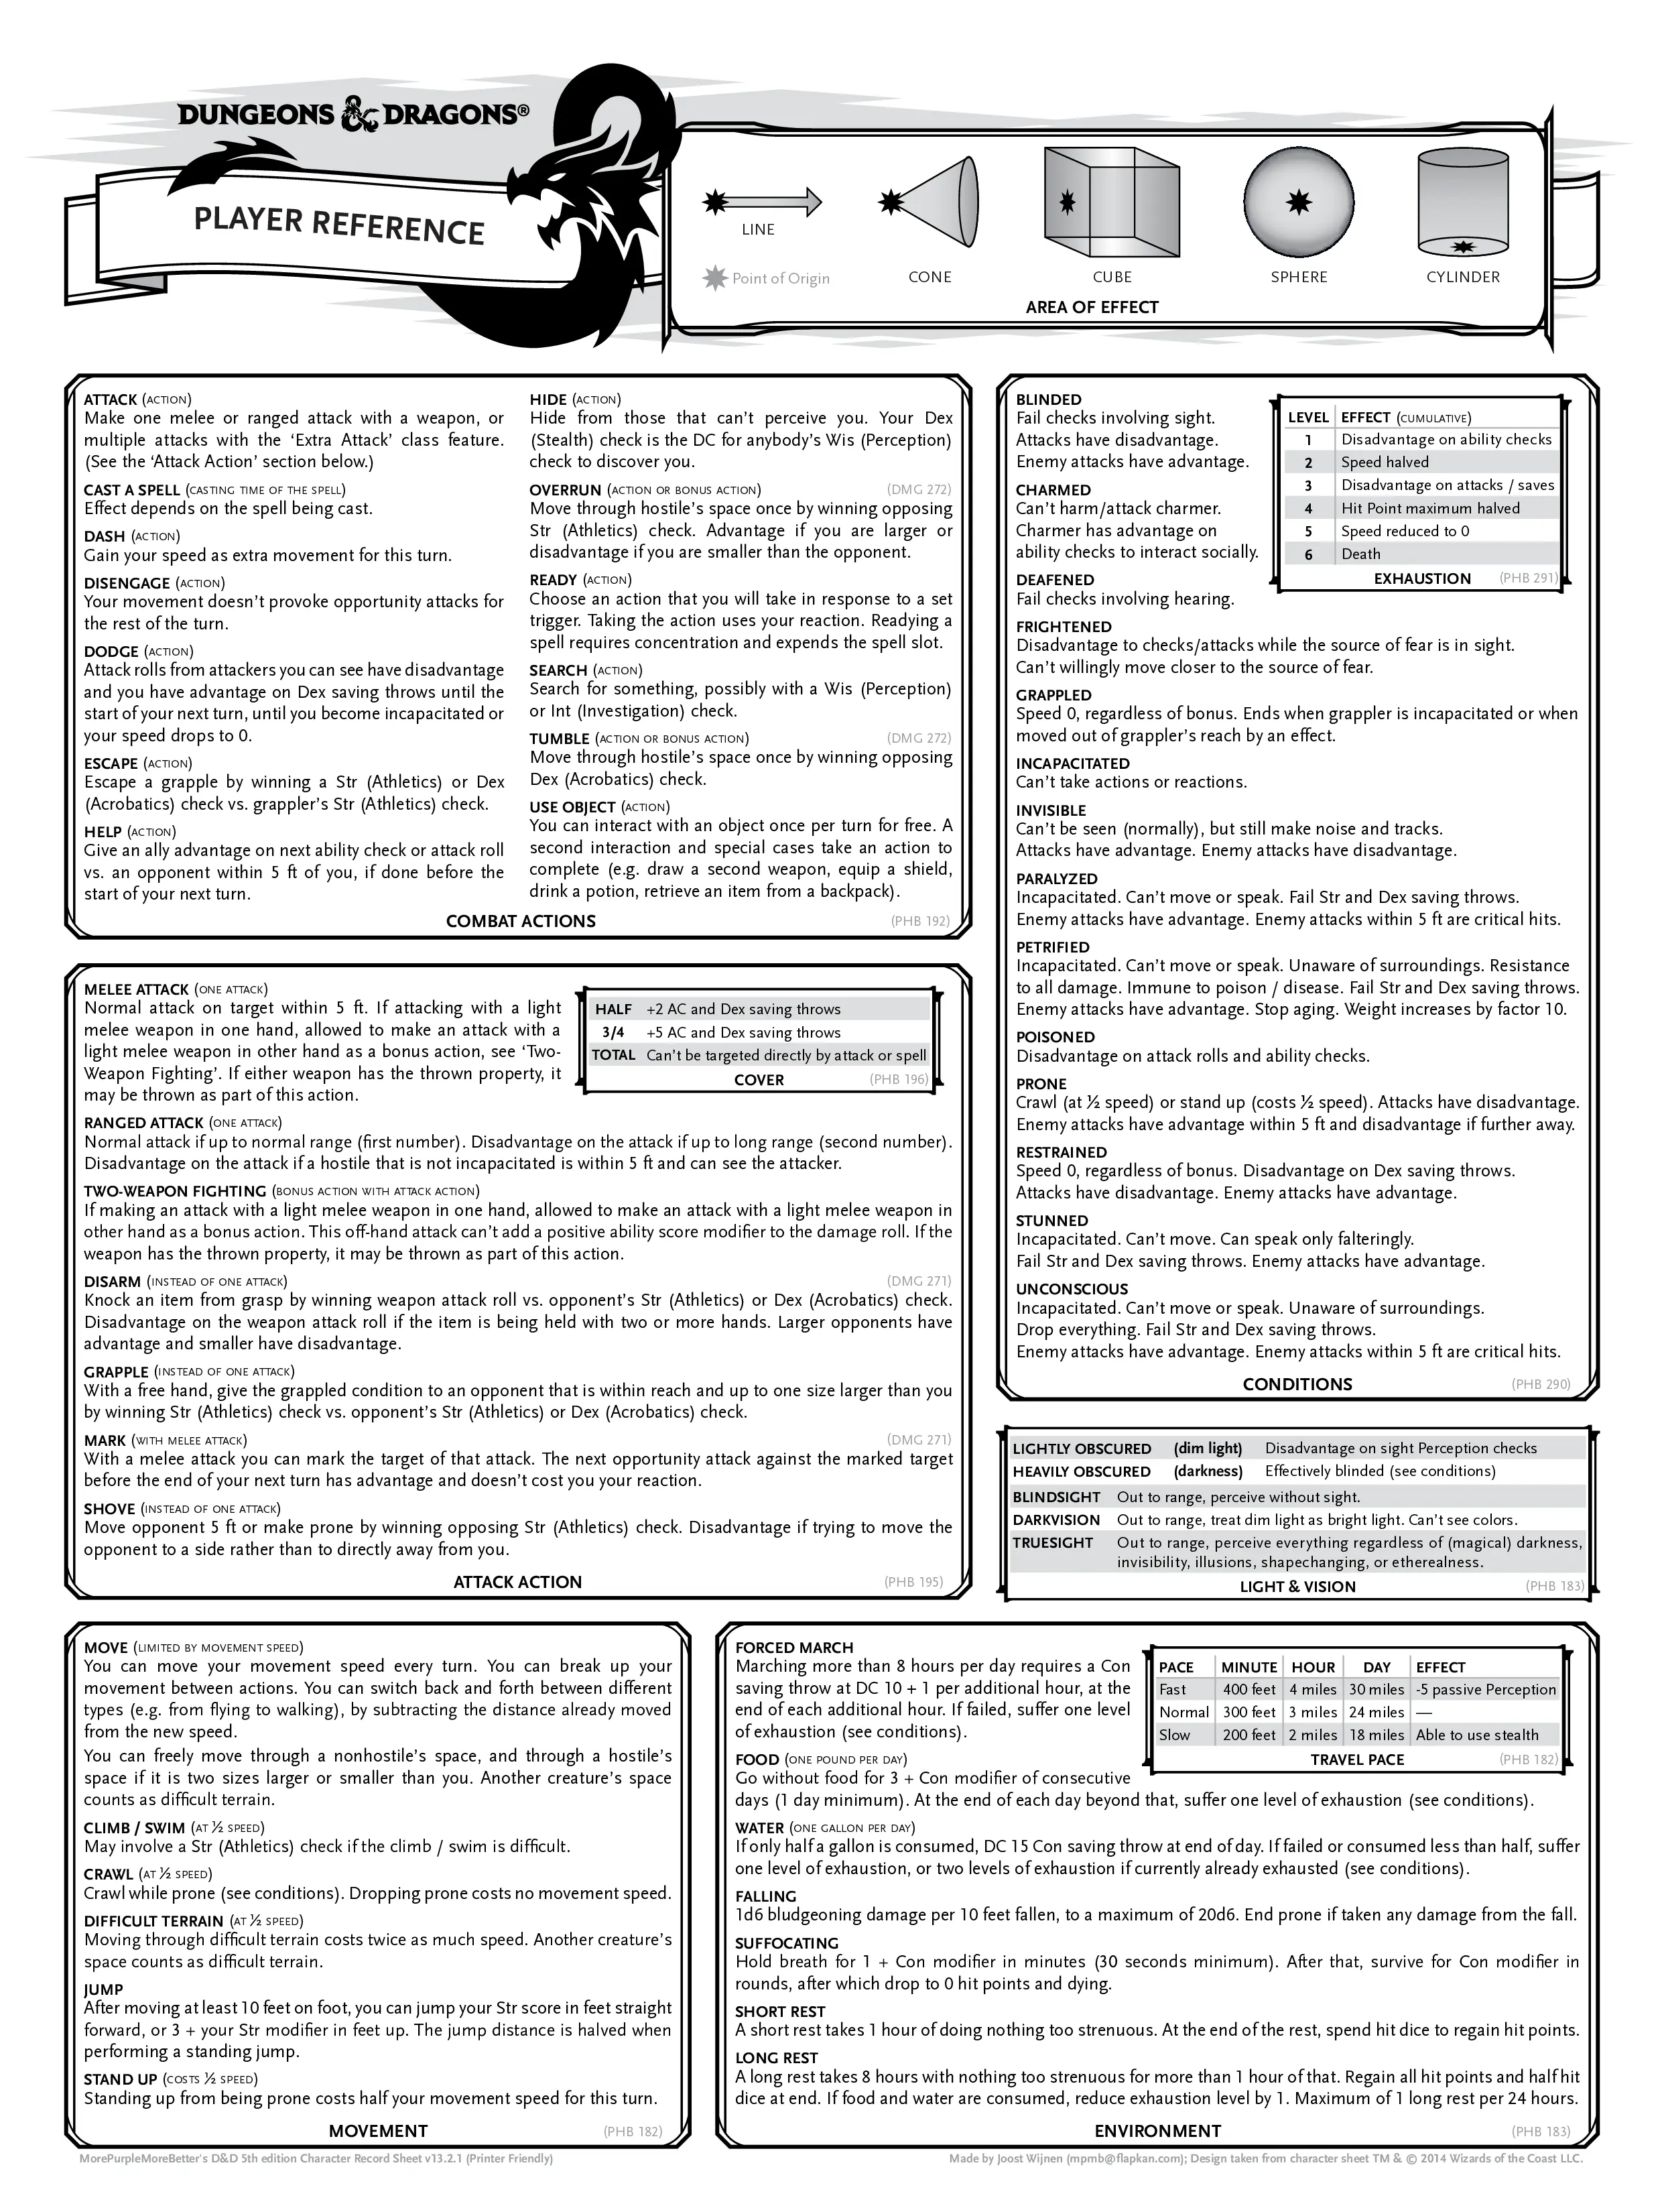 DUNGEONS & DRAGONS®
PLAYER REFERENCE
LINE
Point of Origin
CONE
CUBE
SPHERE
CYLINDER
AREA OF EFFECT
ATTACK (ACTION)
Make one melee or ranged attack with a weapon, or
multiple attacks with the ‘Extra Attack’ class feature.
(See the ‘Attack Action’ section below.)
CAST A SPELL (CASTING TIME OF THE SPELL)
Effect depends on the spell being cast.
DASH (ACTION)
Gain your speed as extra movement for this turn.
DISENGAGE (ACTION)
Your movement doesn’t provoke opportunity attacks for
the rest of the turn.
DODGE (ACTION)
Attack rolls from attackers you can see have disadvantage
and you have advantage on Dex saving throws until the
start of your next turn, until you become incapacitated or
your speed drops to 0.
ESCAPE (ACTION)
Escape a grapple by winning a Str (Athletics) or Dex
(Acrobatics) check vs. grappler’s Str (Athletics) check.
HELP (ACTION)
Give an ally advantage on next ability check or attack roll
vs. an opponent within 5 ft of you, if done before the
start of your next turn.
HIDE (ACTION)
Hide from those that can’t perceive you. Your Dex
(Stealth) check is the DC for anybody’s Wis (Perception)
check to discover you.
OVERRUN (ACTION OR BONUS ACTION) (DMG 272)
Move through hostile’s space once by winning opposing
Str (Athletics) check. Advantage if you are larger or
disadvantage if you are smaller than the opponent.
READY (ACTION)
Choose an action that you will take in response to a set
trigger. Taking the action uses your reaction. Readying a
spell requires concentration and expends the spell slot.
SEARCH (ACTION)
Search for something, possibly with a Wis (Perception)
or Int (Investigation) check.
TUMBLE (ACTION OR BONUS ACTION) (DMG 272)
Move through hostile’s space once by winning opposing
Dex (Acrobatics) check.
USE OBJECT (ACTION)
You can interact with an object once per turn for free. A
second interaction and special cases take an action to
complete (e.g. draw a second weapon, equip a shield,
drink a potion, retrieve an item from a backpack).
COMBAT ACTIONS (PHB 192)
MELEE ATTACK (ONE ATTACK)
Normal attack on target within 5 ft. If attacking with a light
melee weapon in one hand, allowed to make an attack with a
light melee weapon in other hand as a bonus action, see ‘Two-
Weapon Fighting’. If either weapon has the thrown property, it
may be thrown as part of this action.
HALF +2 AC and Dex saving throws
3/4 +5 AC and Dex saving throws
TOTAL Can’t be targeted directly by attack or spell
COVER (PHB 196)
RANGED ATTACK (ONE ATTACK)
Normal attack if up to normal range (first number). Disadvantage on the attack if up to long range (second number).
Disadvantage on the attack if a hostile that is not incapacitated is within 5 ft and can see the attacker.
TWO-WEAPON FIGHTING (BONUS ACTION WITH ATTACK ACTION)
If making an attack with a light melee weapon in one hand, allowed to make an attack with a light melee weapon in
other hand as a bonus action. This off-hand attack can’t add a positive ability score modifier to the damage roll. If the
weapon has the thrown property, it may be thrown as part of this action.
DISARM (INSTEAD OF ONE ATTACK) (DMG 271)
Knock an item from grasp by winning weapon attack roll vs. opponent’s Str (Athletics) or Dex (Acrobatics) check.
Disadvantage on the weapon attack roll if the item is being held with two or more hands. Larger opponents have
advantage and smaller have disadvantage.
GRAPPLE (INSTEAD OF ONE ATTACK)
With a free hand, give the grappled condition to an opponent that is within reach and up to one size larger than you
by winning Str (Athletics) check vs. opponent’s Str (Athletics) or Dex (Acrobatics) check.
MARK (WITH MELEE ATTACK) (DMG 271)
With a melee attack you can mark the target of that attack. The next opportunity attack against the marked target
before the end of your next turn has advantage and doesn’t cost you your reaction.
SHOVE (INSTEAD OF ONE ATTACK)
Move opponent 5 ft or make prone by winning opposing Str (Athletics) check. Disadvantage if trying to move the
opponent to a side rather than to directly away from you.
ATTACK ACTION (PHB 195)
BLINDED
Fail checks involving sight.
Attacks have disadvantage.
Enemy attacks have advantage.
CHARMED
Can’t harm/attack charmer.
Charmer has advantage on
ability checks to interact socially.
DEAFENED
Fail checks involving hearing.
LEVEL EFFECT (CUMULATIVE)
1 Disadvantage on ability checks
2 Speed halved
3 Disadvantage on attacks / saves
4 Hit Point maximum halved
5 Speed reduced to 0
6 Death
EXHAUSTION (PHB 291)
FRIGHTENED
Disadvantage to checks/attacks while the source of fear is in sight.
Can’t willingly move closer to the source of fear.
GRAPPLED
Speed 0, regardless of bonus. Ends when grappler is incapacitated or when
moved out of grappler’s reach by an effect.
INCAPACITATED
Can’t take actions or reactions.
INVISIBLE
Can’t be seen (normally), but still make noise and tracks.
Attacks have advantage. Enemy attacks have disadvantage.
PARALYZED
Incapacitated. Can’t move or speak. Fail Str and Dex saving throws.
Enemy attacks have advantage. Enemy attacks within 5 ft are critical hits.
PETRIFIED
Incapacitated. Can’t move or speak. Unaware of surroundings. Resistance
to all damage. Immune to poison / disease. Fail Str and Dex saving throws.
Enemy attacks have advantage. Stop aging. Weight increases by factor 10.
POISONED
Disadvantage on attack rolls and ability checks.
PRONE
Crawl (at ½ speed) or stand up (costs ½ speed). Attacks have disadvantage.
Enemy attacks have advantage within 5 ft and disadvantage if further away.
RESTRAINED
Speed 0, regardless of bonus. Disadvantage on Dex saving throws.
Attacks have disadvantage. Enemy attacks have advantage.
STUNNED
Incapacitated. Can’t move. Can speak only falteringly.
Fail Str and Dex saving throws. Enemy attacks have advantage.
UNCONSCIOUS
Incapacitated. Can’t move or speak. Unaware of surroundings.
Drop everything. Fail Str and Dex saving throws.
Enemy attacks have advantage. Enemy attacks within 5 ft are critical hits.
CONDITIONS (PHB 290)
LIGHTLY OBSCURED (dim light) Disadvantage on sight Perception checks
HEAVILY OBSCURED (darkness) Effectively blinded (see conditions)
BLINDSIGHT Out to range, perceive without sight.
DARKVISION Out to range, treat dim light as bright light. Can’t see colors.
TRUESIGHT Out to range, perceive everything regardless of (magical) darkness,
invisibility, illusions, shapechanging, or etherealness.
LIGHT & VISION (PHB 183)
MOVE (LIMITED BY MOVEMENT SPEED)
You can move your movement speed every turn. You can break up your
movement between actions. You can switch back and forth between different
types (e.g. from flying to walking), by subtracting the distance already moved
from the new speed.
You can freely move through a nonhostile’s space, and through a hostile’s
space if it is two sizes larger or smaller than you. Another creature’s space
counts as difficult terrain.
CLIMB / SWIM (AT ½ SPEED)
May involve a Str (Athletics) check if the climb / swim is difficult.
CRAWL (AT ½ SPEED)
Crawl while prone (see conditions). Dropping prone costs no movement speed.
DIFFICULT TERRAIN (AT ½ SPEED)
Moving through difficult terrain costs twice as much speed. Another creature’s
space counts as difficult terrain.
JUMP
After moving at least 10 feet on foot, you can jump your Str score in feet straight
forward, or 3 + your Str modifier in feet up. The jump distance is halved when
performing a standing jump.
STAND UP (COSTS ½ SPEED)
Standing up from being prone costs half your movement speed for this turn.
MOVEMENT (PHB 182)
FORCED MARCH
Marching more than 8 hours per day requires a Con
saving throw at DC 10 + 1 per additional hour, at the
end of each additional hour. If failed, suffer one level
of exhaustion (see conditions).
PACE MINUTE HOUR DAY EFFECT
Fast 400 feet 4 miles 30 miles -5 passive Perception
Normal 300 feet 3 miles 24 miles —
Slow 200 feet 2 miles 18 miles Able to use stealth
TRAVEL PACE (PHB 182)
FOOD (ONE POUND PER DAY)
Go without food for 3 + Con modifier of consecutive
days (1 day minimum). At the end of each day beyond that, suffer one level of exhaustion (see conditions).
WATER (ONE GALLON PER DAY)
If only half a gallon is consumed, DC 15 Con saving throw at end of day. If failed or consumed less than half, suffer
one level of exhaustion, or two levels of exhaustion if currently already exhausted (see conditions).
FALLING
1d6 bludgeoning damage per 10 feet fallen, to a maximum of 20d6. End prone if taken any damage from the fall.
SUFFOCATING
Hold breath for 1 + Con modifier in minutes (30 seconds minimum). After that, survive for Con modifier in
rounds, after which drop to 0 hit points and dying.
SHORT REST
A short rest takes 1 hour of doing nothing too strenuous. At the end of the rest, spend hit dice to regain hit points.
LONG REST
A long rest takes 8 hours with nothing too strenuous for more than 1 hour of that. Regain all hit points and half hit
dice at end. If food and water are consumed, reduce exhaustion level by 1. Maximum of 1 long rest per 24 hours.
ENVIRONMENT (PHB 183)
MorePurpleMoreBetter's D&D 5th edition Character Record Sheet v13.2.1 (Printer Friendly)
Made by Joost Wijnen (mpmb@flapkan.com); Design taken from character sheet TM & © 2014 Wizards of the Coast LLC.